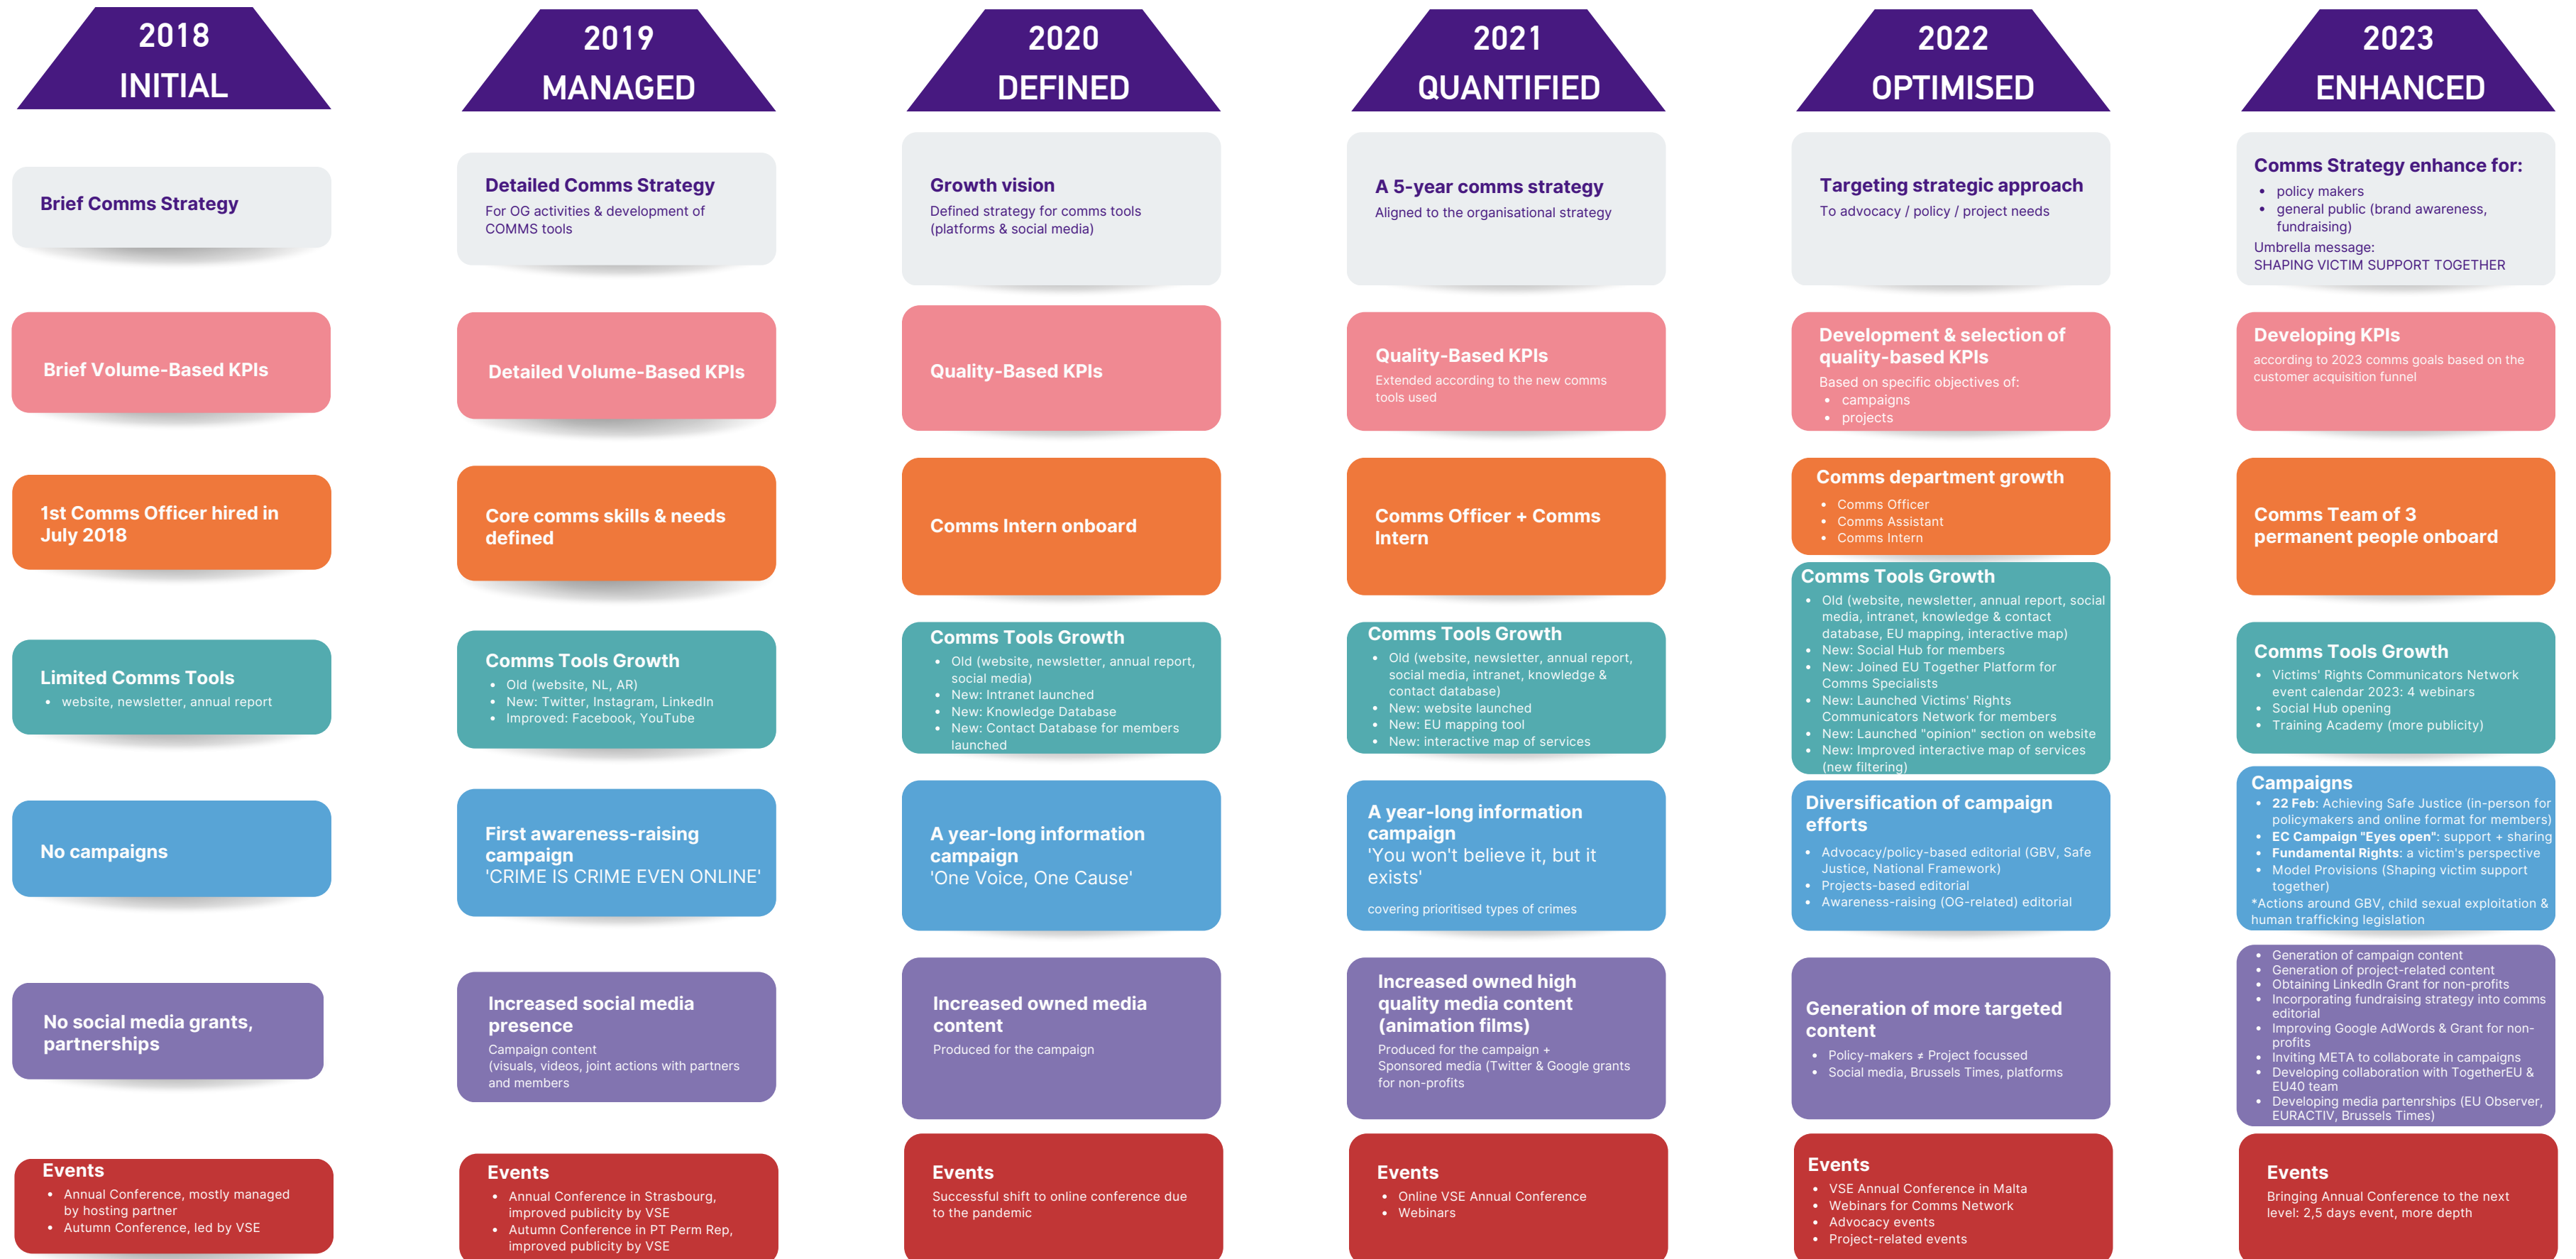 2018
INITIAL
2019
MANAGED
2020
DEFINED
2021
QUANTIFIED
2022
OPTIMISED
2023
ENHANCED
Brief Comms Strategy
Detailed Comms Strategy
For OG activities & development of
COMMS tools
Growth vision
Defined strategy for comms tools
(platforms & social media)
A 5-year comms strategy
Aligned to the organisational strategy
Targeting strategic approach
To advocacy / policy / project needs
Comms Strategy enhance for:
• policy makers
• general public (brand awareness,
fundraising)
Umbrella message:
SHAPING VICTIM SUPPORT TOGETHER
Brief Volume-Based KPIs
Detailed Volume-Based KPIs
Quality-Based KPIs
Quality-Based KPIs
Extended according to the new comms
tools used
Development & selection of
quality-based KPIs
Based on specific objectives of:
• campaigns
• projects
Developing KPIs
according to 2023 comms goals based on the
customer acquisition funnel
1st Comms Officer hired in
July 2018
Core comms skills & needs
defined
Comms Intern onboard
Comms Officer + Comms
Intern
Comms department growth
• Comms Officer
• Comms Assistant
• Comms Intern
Comms Team of 3
permanent people onboard
Limited Comms Tools
• website, newsletter, annual report
Comms Tools Growth
• Old (website, NL, AR)
• New: Twitter, Instagram, LinkedIn
• Improved: Facebook, YouTube
Comms Tools Growth
• Old (website, newsletter, annual report,
social media)
• New: Intranet launched
• New: Knowledge Database
• New: Contact Database for members
launched
Comms Tools Growth
• Old (website, newsletter, annual report,
social media, intranet, knowledge &
contact database)
• New: website launched
• New: EU mapping tool
• New: interactive map of services
Comms Tools Growth
• Old (website, newsletter, annual report, social
media, intranet, knowledge & contact
database, EU mapping, interactive map)
• New: Social Hub for members
• New: Joined EU Together Platform for
Comms Specialists
• New: Launched Victims' Rights
Communicators Network for members
• New: Launched "opinion" section on website
• New: Improved interactive map of services
(new filtering)
Comms Tools Growth
• Victims' Rights Communicators Network
event calendar 2023: 4 webinars
• Social Hub opening
• Training Academy (more publicity)
No campaigns
First awareness-raising
campaign
'CRIME IS CRIME EVEN ONLINE'
A year-long information
campaign
'One Voice, One Cause'
A year-long information
campaign
'You won't believe it, but it
exists'
covering prioritised types of crimes
Diversification of campaign
efforts
• Advocacy/policy-based editorial (GBV, Safe
Justice, National Framework)
• Projects-based editorial
• Awareness-raising (OG-related) editorial
Campaigns
• 22 Feb: Achieving Safe Justice (in-person for
policymakers and online format for members)
• EC Campaign "Eyes open": support + sharing
• Fundamental Rights: a victim's perspective
• Model Provisions (Shaping victim support
together)
*Actions around GBV, child sexual exploitation &
human trafficking legislation
No social media grants,
partnerships
Increased social media
presence
Campaign content
(visuals, videos, joint actions with partners
and members
Increased owned media
content
Produced for the campaign
Increased owned high
quality media content
(animation films)
Produced for the campaign +
Sponsored media (Twitter & Google grants
for non-profits
Generation of more targeted
content
• Policy-makers ≠ Project focussed
• Social media, Brussels Times, platforms
• Generation of campaign content
• Generation of project-related content
• Obtaining LinkedIn Grant for non-profits
• Incorporating fundraising strategy into comms
editorial
• Improving Google AdWords & Grant for non-
profits
• Inviting META to collaborate in campaigns
• Developing collaboration with TogetherEU &
EU40 team
• Developing media partenrships (EU Observer,
EURACTIV, Brussels Times)
Events
• Annual Conference, mostly managed
by hosting partner
• Autumn Conference, led by VSE
Events
• Annual Conference in Strasbourg,
improved publicity by VSE
• Autumn Conference in PT Perm Rep,
improved publicity by VSE
Events
Successful shift to online conference due
to the pandemic
Events
• Online VSE Annual Conference
• Webinars
Events
• VSE Annual Conference in Malta
• Webinars for Comms Network
• Advocacy events
• Project-related events
Events
Bringing Annual Conference to the next
level: 2,5 days event, more depth